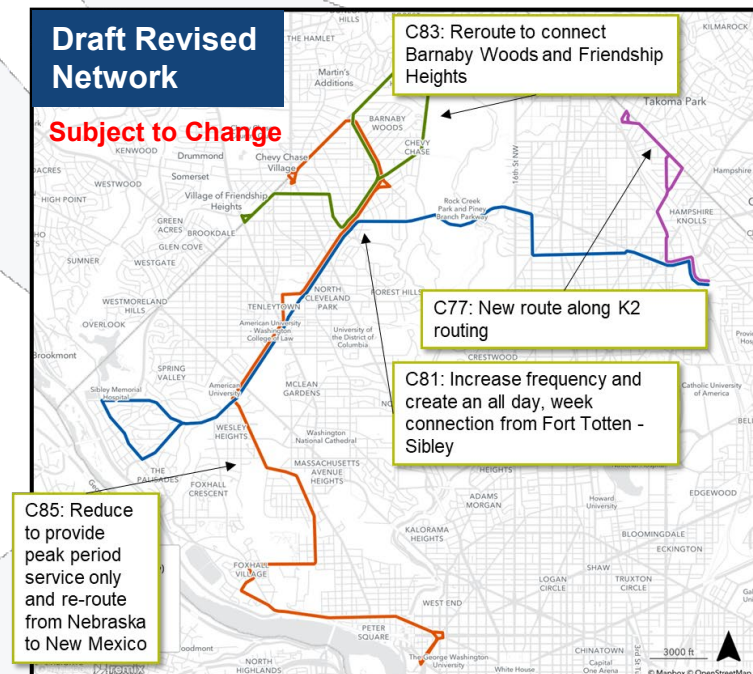 Draft Revised
Network
Subject to Change
C83: Reroute to connect
Barnaby Woods and Friendship
Heights
HILLS
THE HAMLET
KILMAROCK
Martin's
Additions
BARNABY
WOODS
Takoma Park
KENWOOD
Drummond
Chevy Chase
Village
CHEVY
CHASE
16th St NW
ACRES
WESTWOOD
Somerset
Hampshire
HIGH POINT
Village of Friendship
Heights
Rock Creek
Park and Piney
Branch Parkway
HAMPSHIRE
KNOLLS
GREEN
ACRES
BROOKDALE
GLEN COVE
SUMNER
WESTGATE
NORTH
CLEVELAND
PARK
FOREST HILLS
C77: New route along K2
routing
WESTMORELAND
HILLS
TENLEYTOWN
OVERLOOK
American University
- Washington
College of Law
University of
the District of
Columbia
Brookmont
CRESTWOOD
SPRING
VALLEY
C81: Increase frequency and
create an all day, week
connection from Fort Totten -
Sibley
Catholic University
of America
Sibley Memorial
Hospital
American
University
MCLEAN
GARDENS
WESLEY
HEIGHTS
Washington
National Cathedral
THE
PALISADES
FOXHALL
CRESCENT
MASSACHUSETTS
AVENUE
HEIGHTS
HEIGHTS
EDGEWOOD
ADAMS
MORGAN
Howard
University
C85: Reduce
to provide
peak period
service only
and re-route
from Nebraska
to New Mexico
KALORAMA
HEIGHTS
BLOOMINGDALE
ECKINGTON
FOXHALL
VILLAGE
SHAW
LOGAN
CIRCLE
TRUXTON
CIRCLE
WEST END
PETER
SQUARE
The George Washington
University
White House
CHINATOWN
Capital
One Arena
3rd St
3000 ft
NORTH
HIGHLANDS
© Mapbox © OpenStreetMap